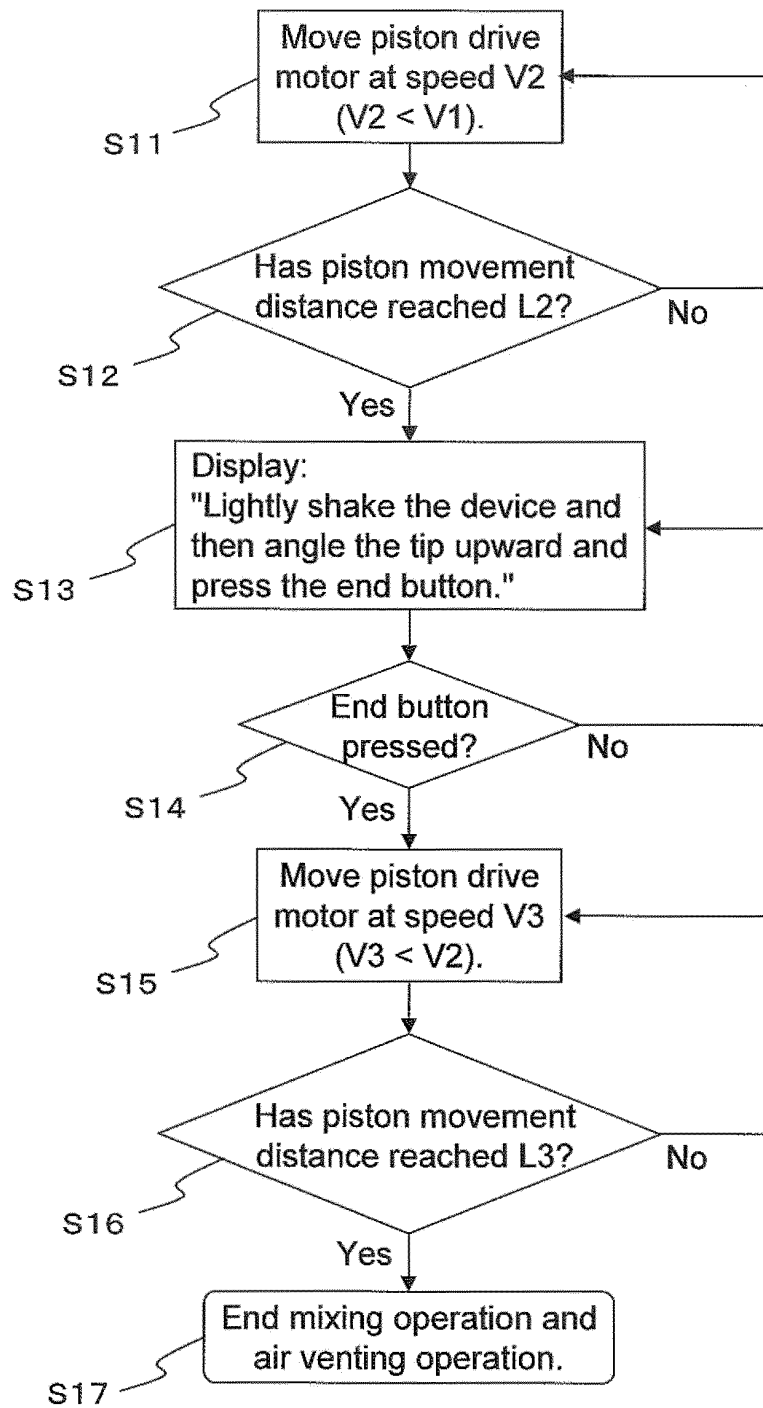 Move piston drive
motor at speed V2
(V2 < V1).
S11
Has piston movement
distance reached L2?
No
S12
Yes
Display:
"Lightly shake the device and
then angle the tip upward and
press the end button."
S13
End button
pressed?
No
S14
Yes
Move piston drive
motor at speed V3
(V3 < V2).
S15
Has piston movement
distance reached L3?
No
S16
Yes
End mixing operation and
air venting operation.
S17